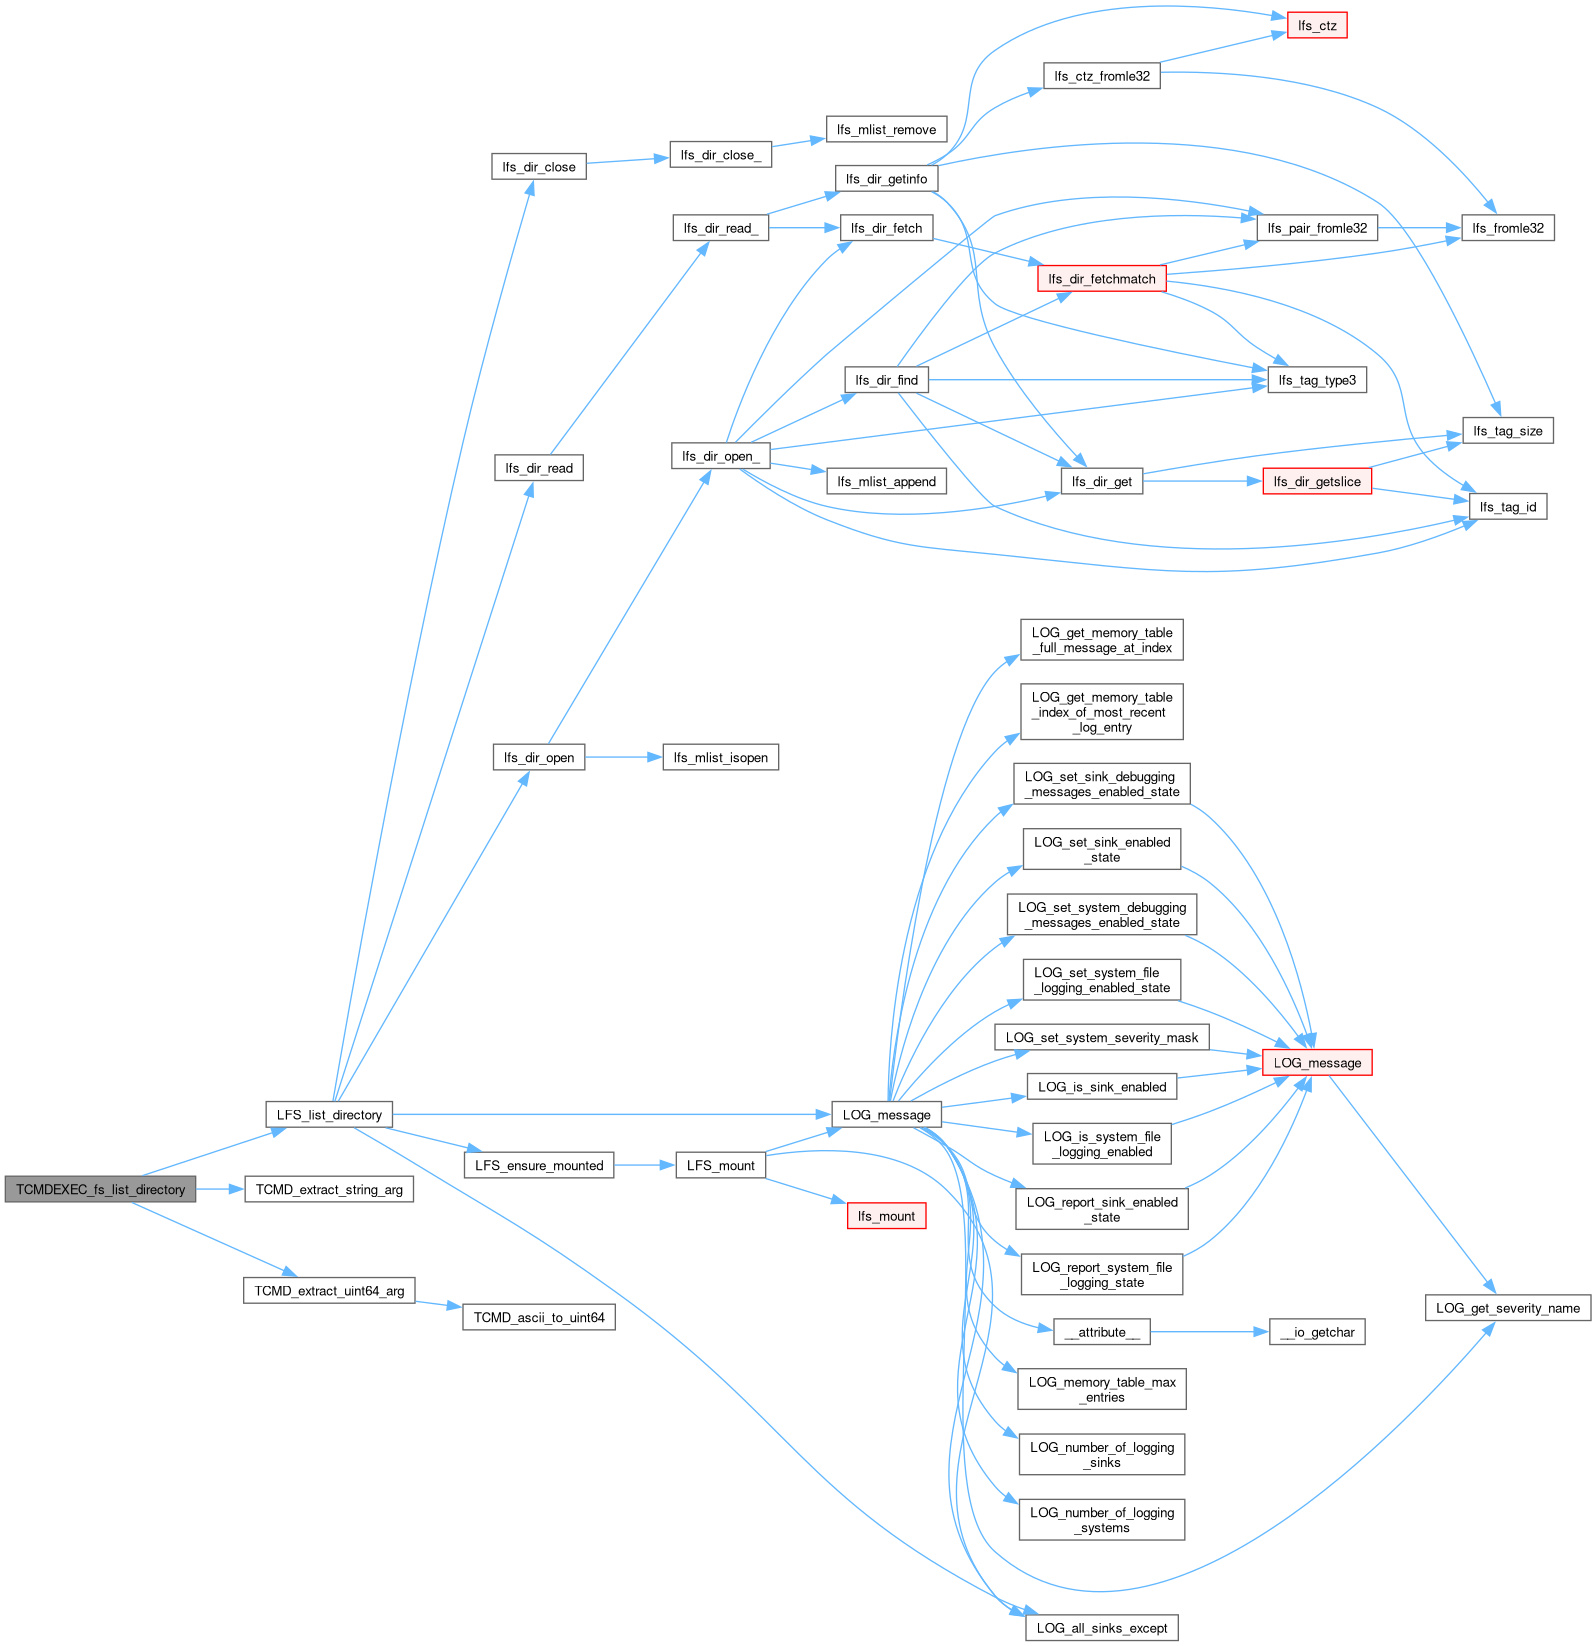 lfs_ctz
lfs_ctz_fromle32
lfs_mlist_remove
lfs_dir_close_
lfs_dir_close
lfs_dir_getinfo
lfs_dir_read_
lfs_dir_fetch
lfs_pair_fromle32
lfs_fromle32
lfs_dir_fetchmatch
lfs_dir_find
lfs_tag_type3
lfs_tag_size
lfs_dir_open_
lfs_dir_read
lfs_mlist_append
lfs_dir_get
lfs_dir_getslice
lfs_tag_id
LOG_get_memory_table
_full_message_at_index
LOG_get_memory_table
_index_of_most_recent
_log_entry
lfs_dir_open
lfs_mlist_isopen
LOG_set_sink_debugging
_messages_enabled_state
LOG_set_sink_enabled
_state
LOG_set_system_debugging
_messages_enabled_state
LOG_set_system_file
_logging_enabled_state
LOG_set_system_severity_mask
LOG_message
LOG_is_sink_enabled
LFS_list_directory
LOG_message
LOG_is_system_file
_logging_enabled
LFS_ensure_mounted
LFS_mount
TCMDEXEC_fs_list_directory
TCMD_extract_string_arg
LOG_report_sink_enabled
_state
lfs_mount
LOG_report_system_file
_logging_state
TCMD_extract_uint64_arg
TCMD_ascii_to_uint64
LOG_get_severity_name
__attribute__
__io_getchar
LOG_memory_table_max
_entries
LOG_number_of_logging
_sinks
LOG_number_of_logging
_systems
LOG_all_sinks_except